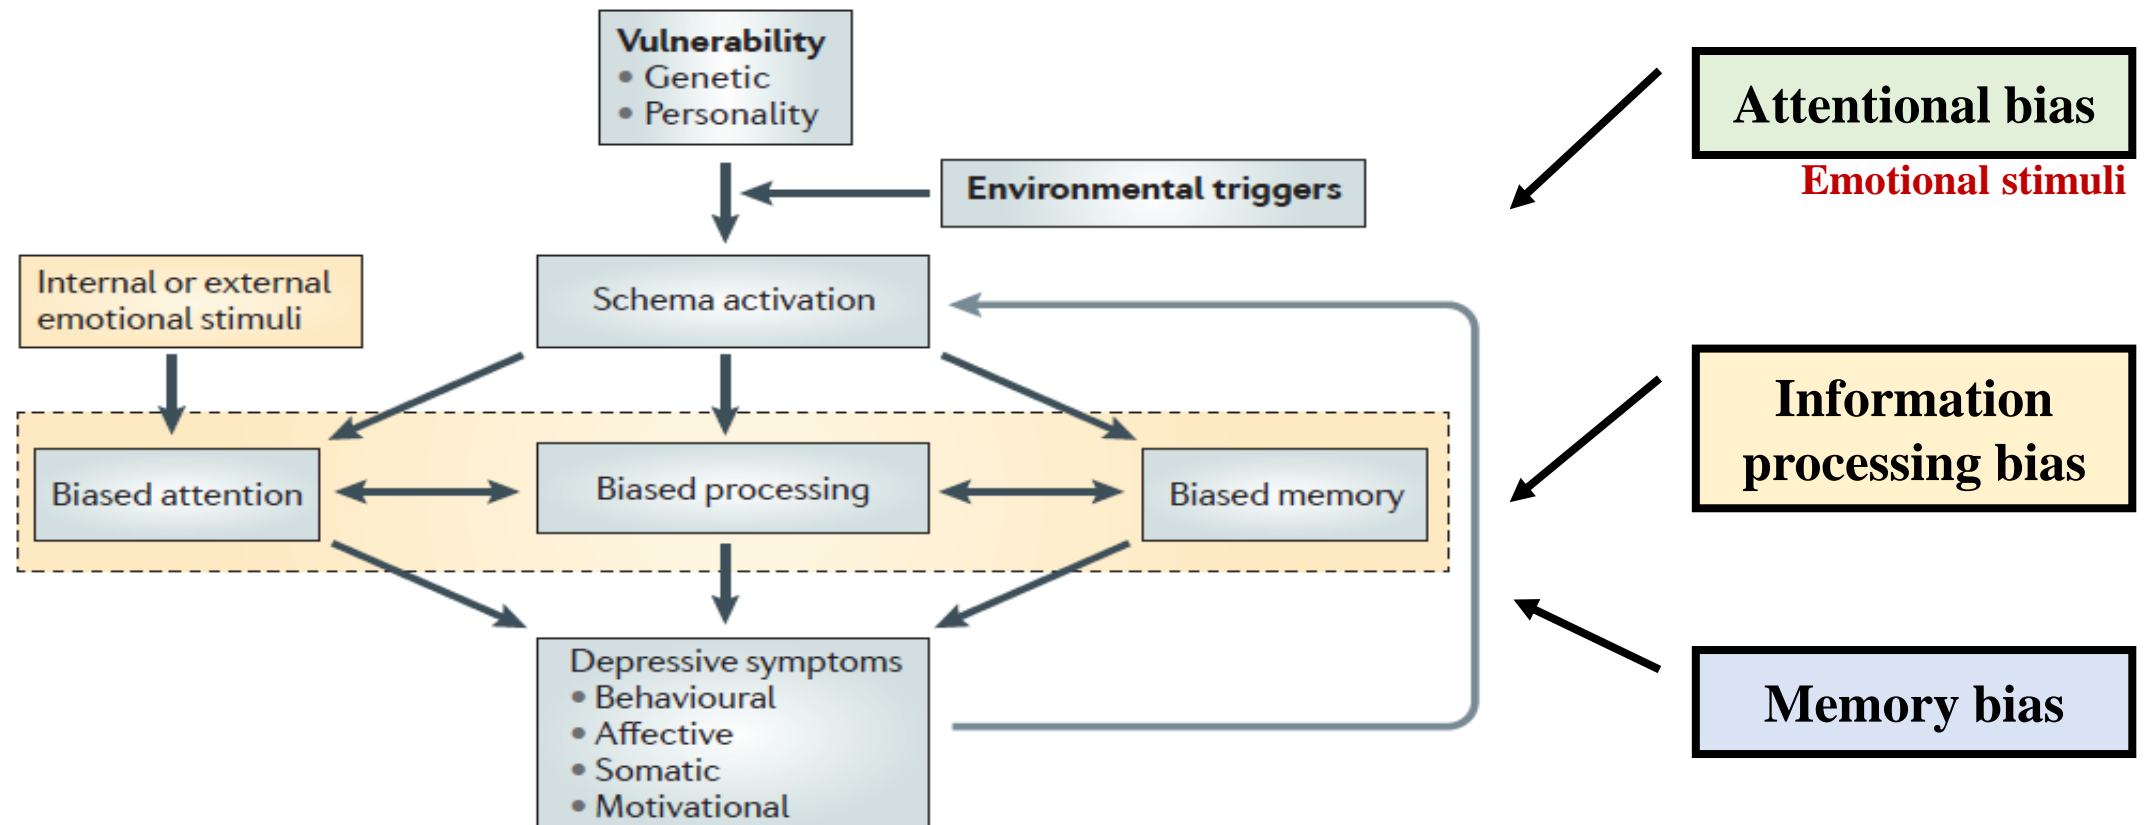 Vulnerability
• Genetic
• Personality
Environmental triggers
Internal or external
emotional stimuli
Schema activation
Biased attention
Biased processing
Biased memory
Depressive symptoms
• Behavioural
• Affective
• Somatic
• Motivational
Attentional bias
Emotional stimuli
Information
processing bias
Memory bias